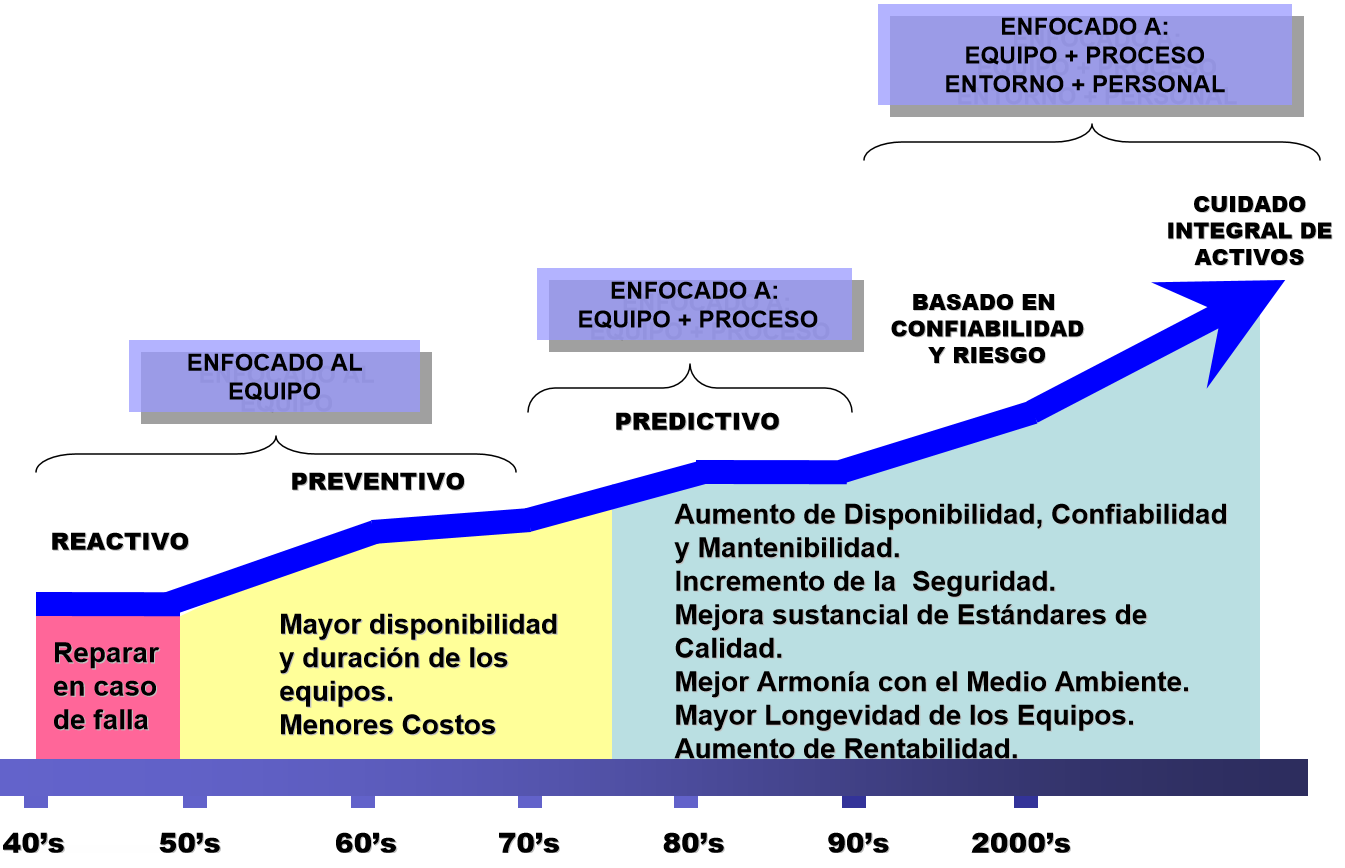 ENFOCADO A:
EQUIPO + PROCESO
ENTORNO + PERSONAL
CUIDADO
INTEGRAL DE
ACTIVOS
ENFOCADO A:
EQUIPO + PROCESO
BASADO EN
CONFIABILIDAD
Y RIESGO
ENFOCADO AL
EQUIPO
PREDICTIVO
PREVENTIVO
REACTIVO
Reparar
en caso
de falla
Mayor disponibilidad
y duración de los
equipos.
Menores Costos
Aumento de Disponibilidad, Confiabilidad
y Mantenibilidad.
Incremento de la  Seguridad.
Mejora sustancial de Estándares de
Calidad.
Mejor Armonía con el Medio Ambiente.
Mayor Longevidad de los Equipos.
Aumento de Rentabilidad.
40’s 50’s 60’s 70’s 80’s 90’s 2000’s